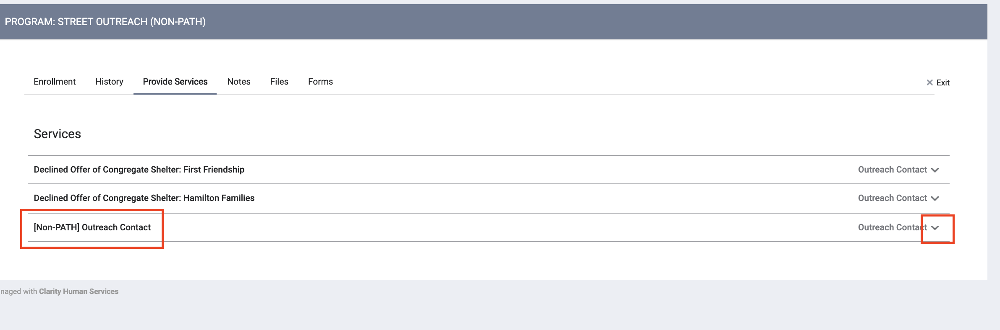 PROGRAM: STREET OUTREACH (NON-PATH)
Enrollment History Provide Services Notes Files Forms Exit
Services
Declined Offer of Congregate Shelter: First Friendship Outreach Contact
Declined Offer of Congregate Shelter: Hamilton Families Outreach Contact
[Non-PATH] Outreach Contact Outreach Contact
naged with Clarity Human Services